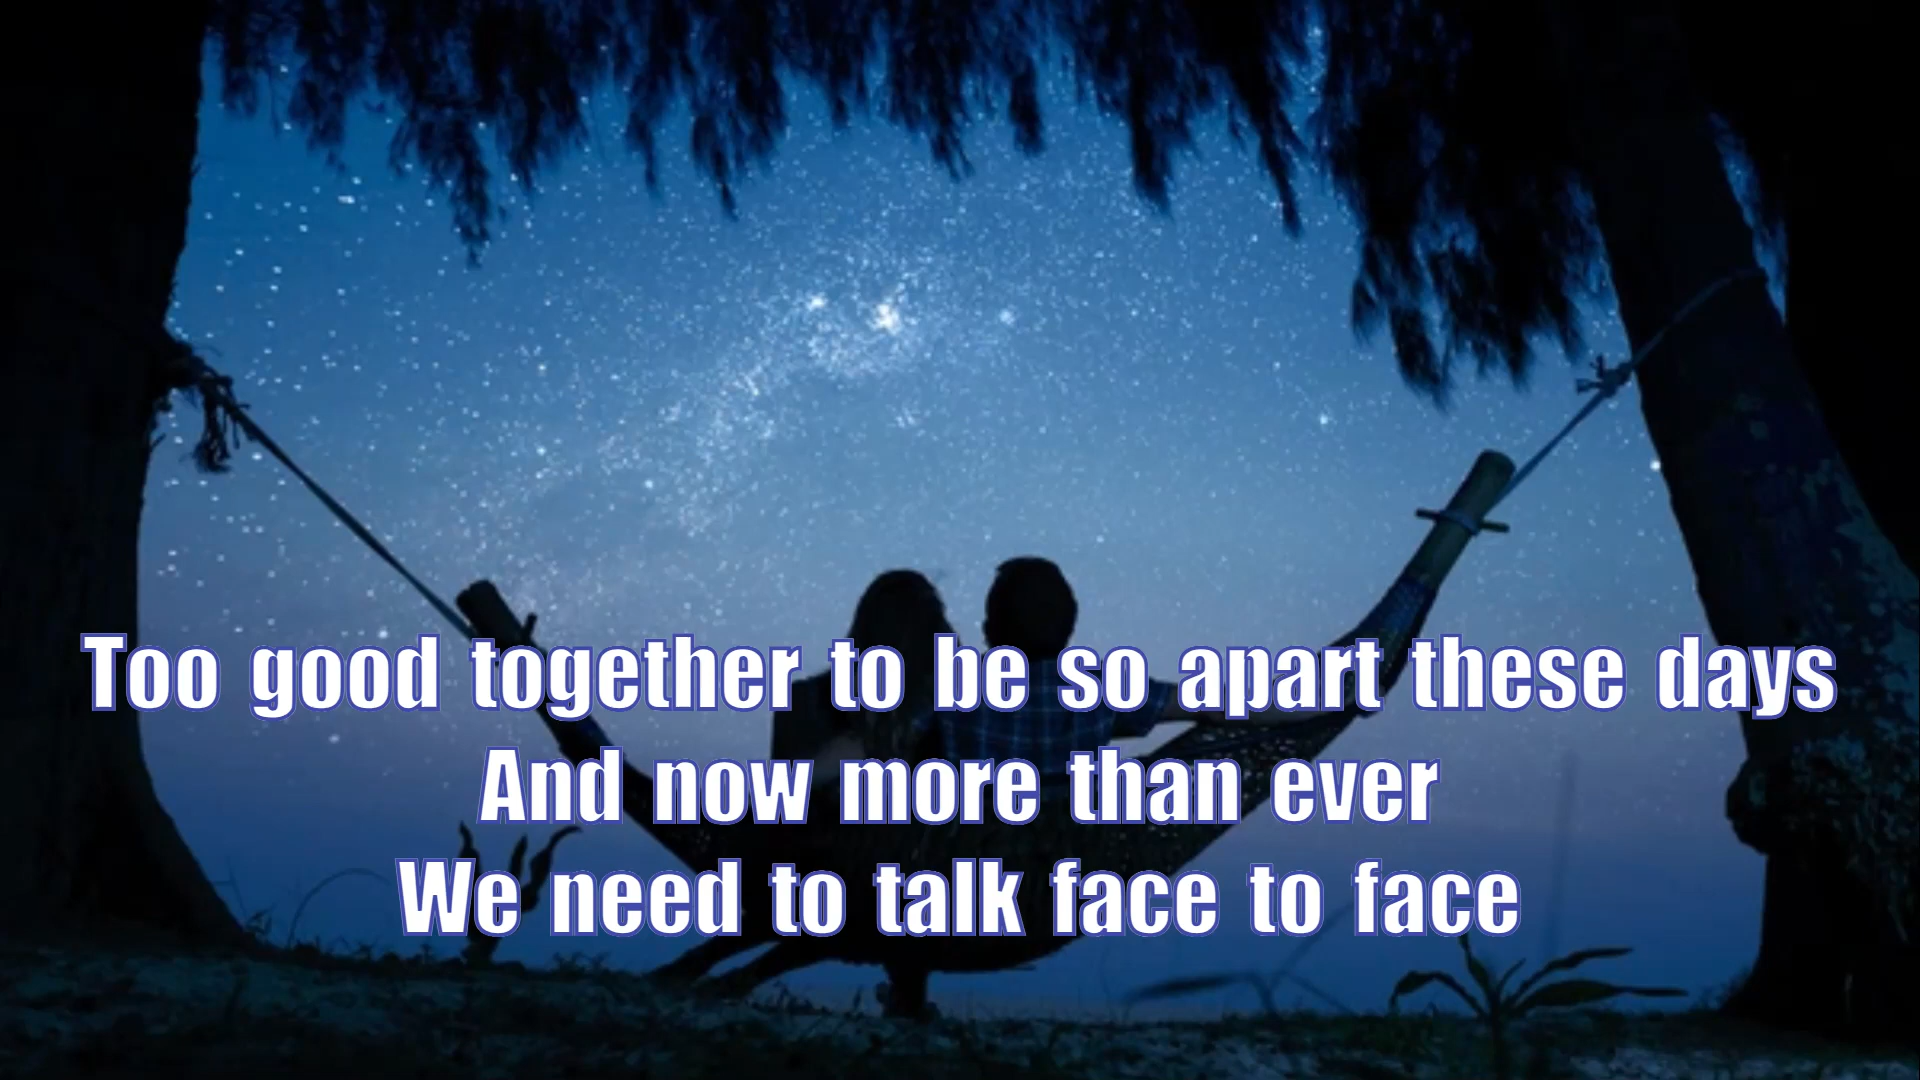 Too good together to be so apart these days
And now more than ever
We need to talk face to face